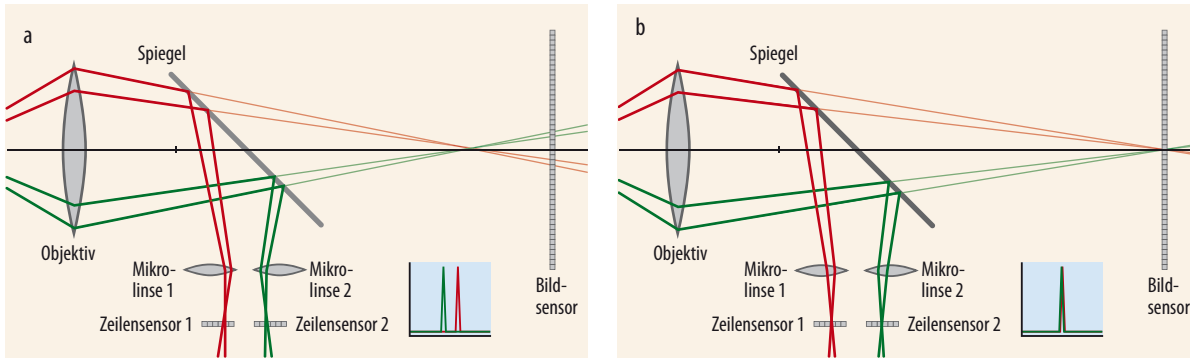 a
Spiegel
Objektiv
Mikro-
linse 1
Mikro-
linse 2
Zeilensensor 1
Zeilensensor 2
Bild-
sensor
b
Spiegel
Objektiv
Mikro-
linse 1
Mikro-
linse 2
Zeilensensor 1
Zeilensensor 2
Bild-
sensor